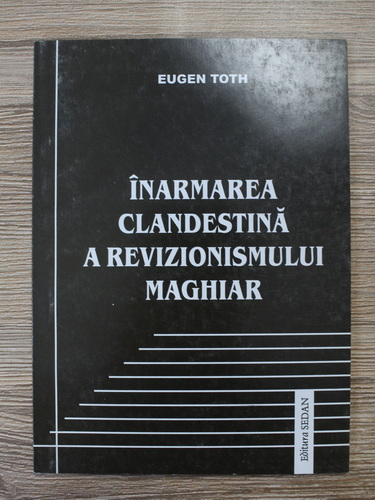 EUGEN TOTH
ÎNARMAREA
CLANDESTINĂ
A REVIZIONISMULUI
MAGHIAR
Editura SEDAN